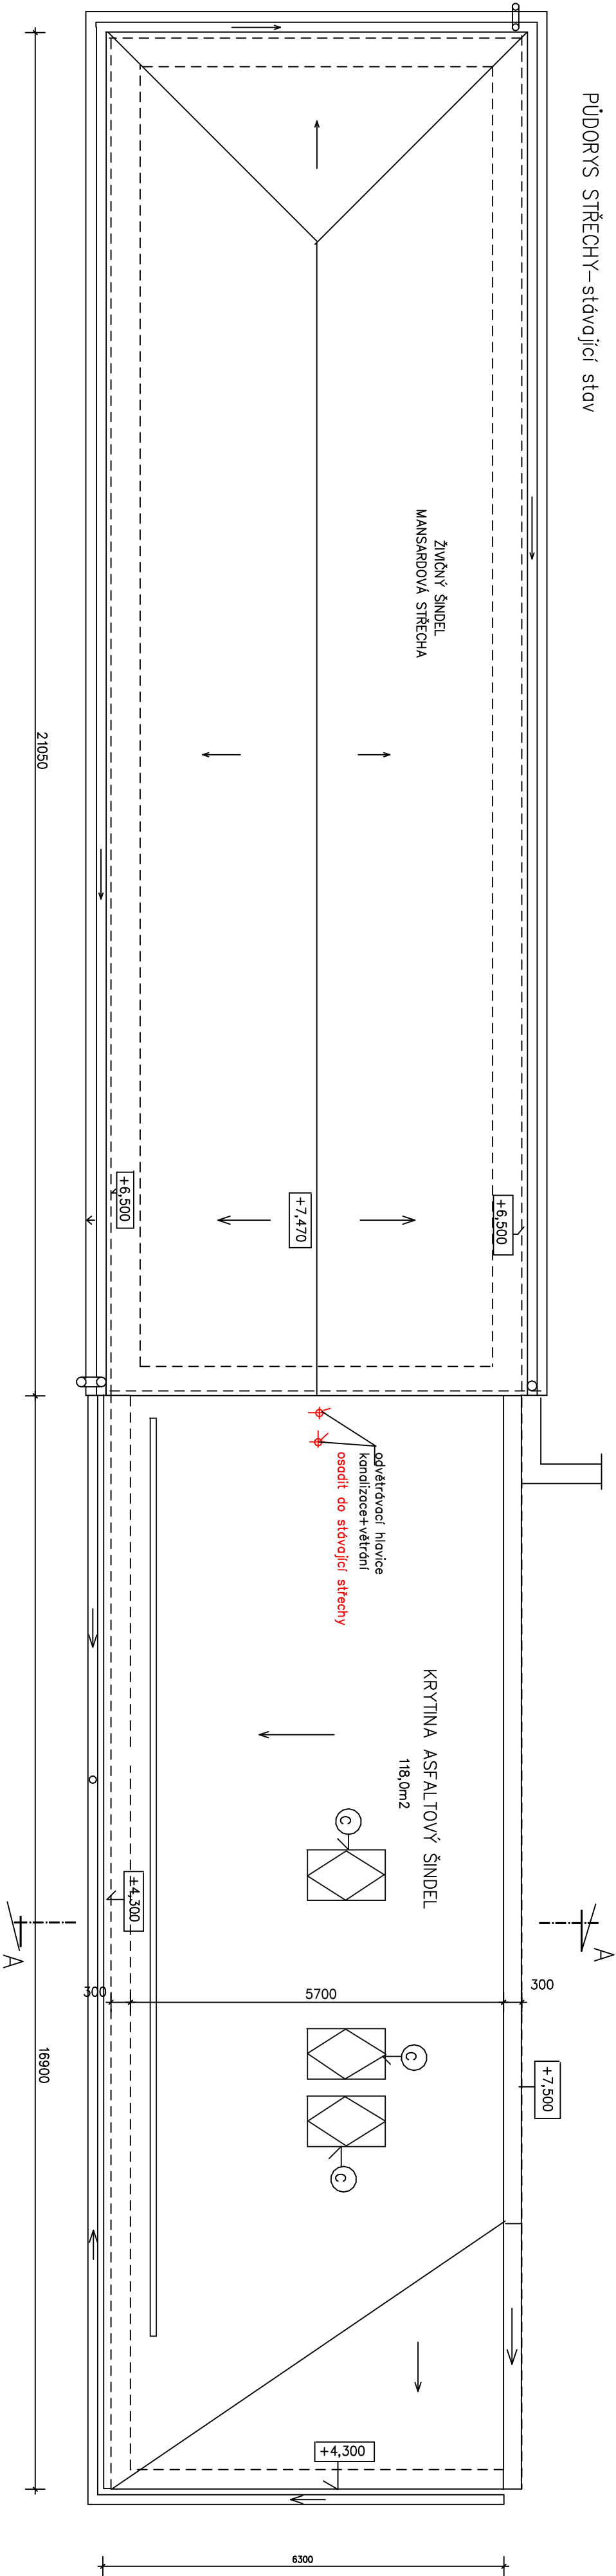 PŮDORYS STŘECHY-stávající stav
ŽIVIČNÝ ŠINDEL
MANSARDOVÁ STŘECHA
21050
+6,500
+7,470
+6,500
odvětrávací hlavice
kanalizace+větrání
osadit do stávající střechy
KRYTINA ASFALTOVÝ ŠINDEL
118,0m2
C
+4,300
A
A
300
5700
300
16900
C
+7,500
C
+4,300
6300